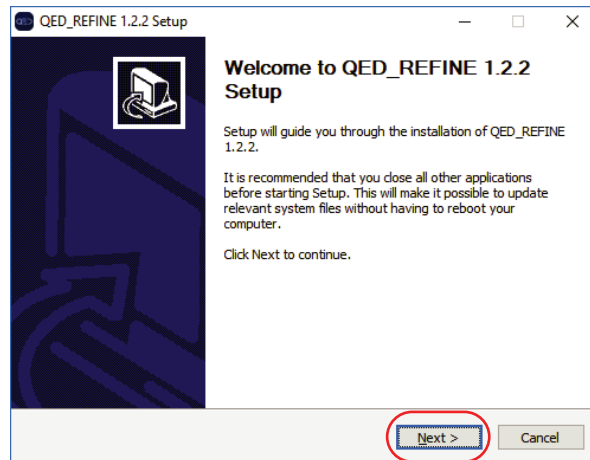 QED_REFINE 1.2.2 Setup
Welcome to QED_REFINE 1.2.2
Setup
Setup will guide you through the installation of QED_REFINE
1.2.2.
It is recommended that you close all other applications
before starting Setup. This will make it possible to update
relevant system files without having to reboot your
computer.
Click Next to continue.
Next >
Cancel